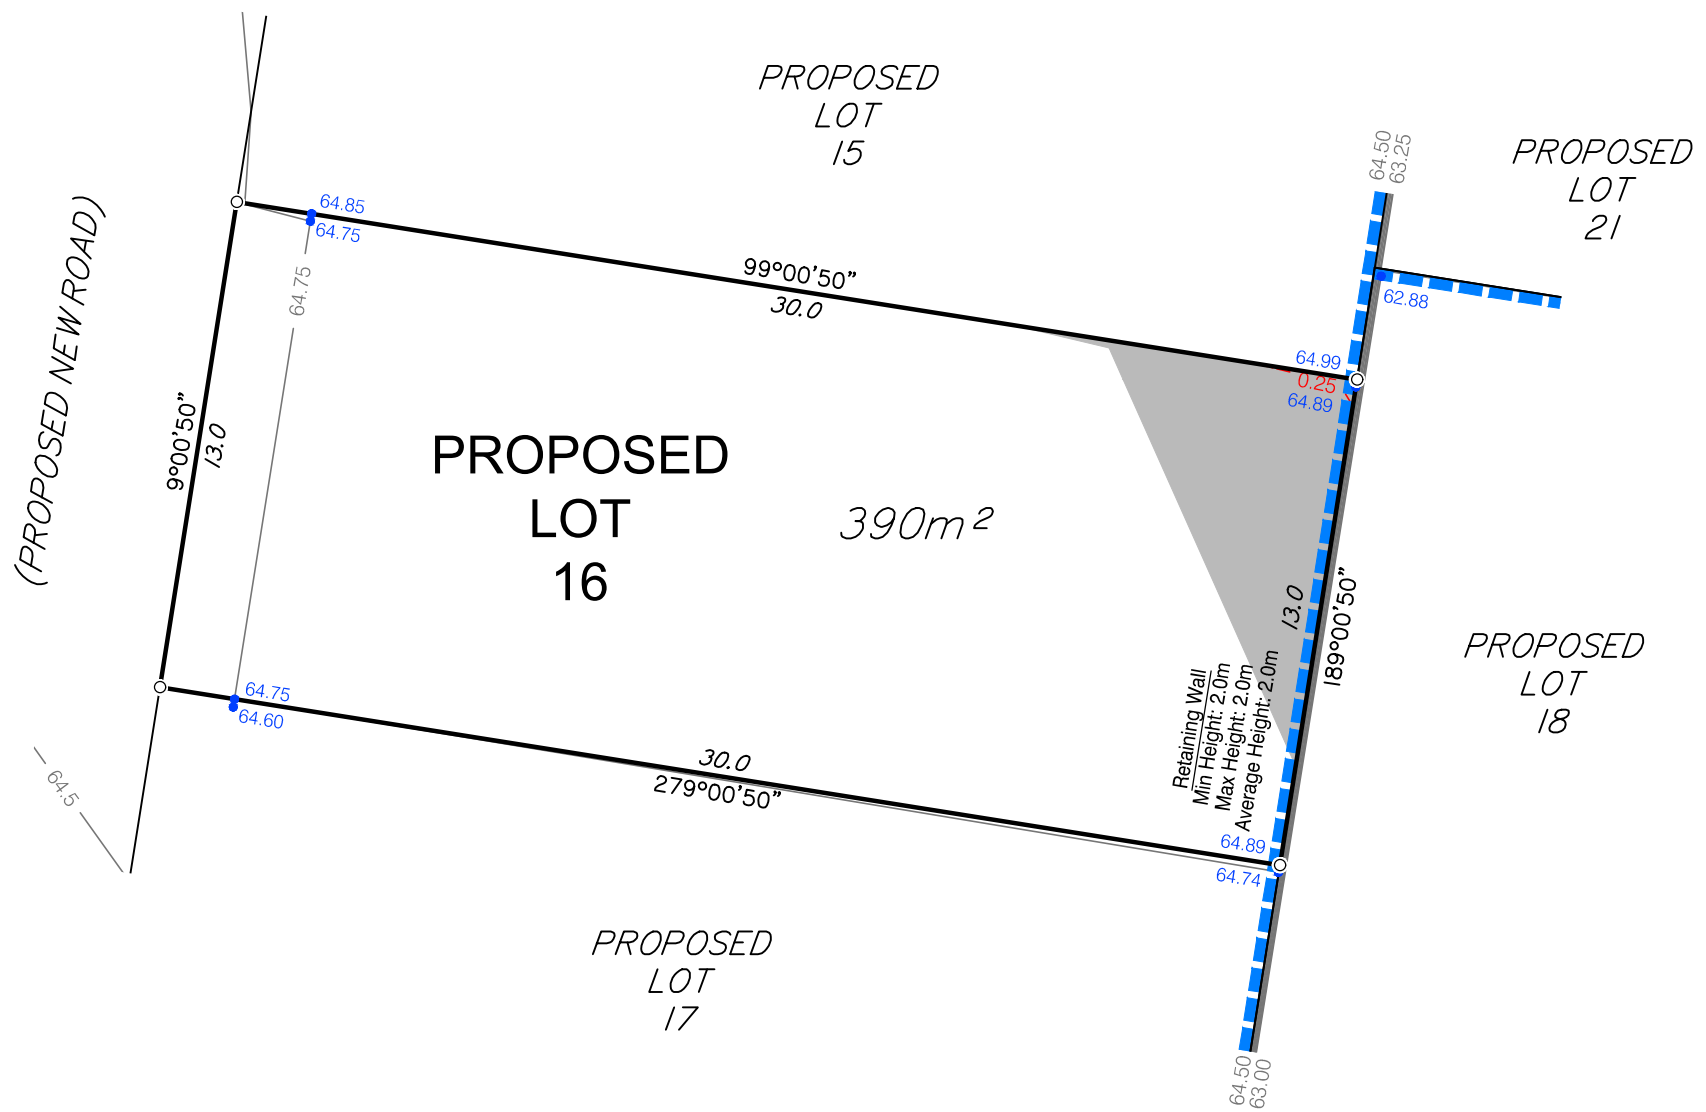 PROPOSED
LOT
15
PROPOSED
LOT
21
64.50
63.25
(PROPOSED NEW ROAD)
64.85
64.75
64.75
99°00'50"
30.0
62.88
64.99
0.25
64.89
9°00'50"
13.0
PROPOSED
LOT
16
390m²
13.0
189°00'50"
PROPOSED
LOT
18
Retaining Wall
Min Height: 2.0m
Max Height: 2.0m
Average Height: 2.0m
64.75
64.60
30.0
279°00'50"
64.5
64.89
64.74
PROPOSED
LOT
17
64.50
63.00